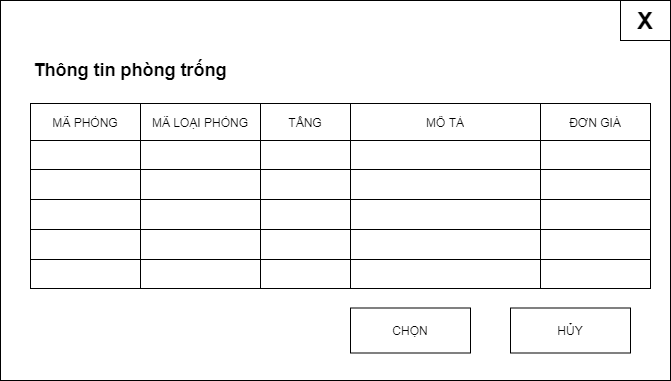 X
Thông tin phòng trống
MÃ PHÒNG MÃ LOẠI PHÒNG TẦNG MÔ TẢ ĐƠN GIÁ
CHỌN HỦY